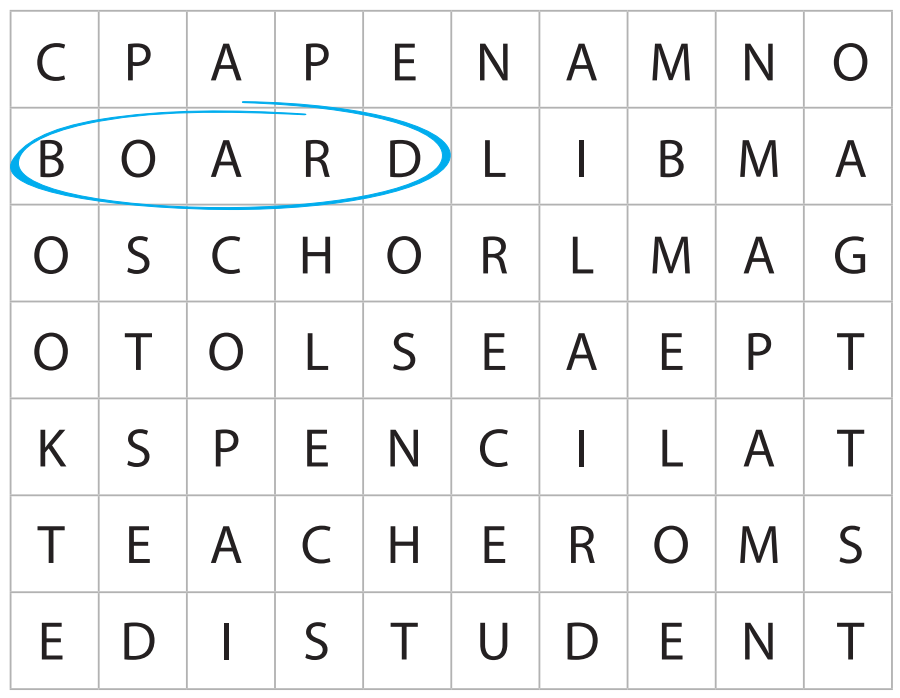 C P A P E N A M N O
B O A R D L I B M A
O S C H O R L M A G
O T O L S E A E P T
K S P E N C I L A T
T E A C H E R O M S
E D I S T U D E N T